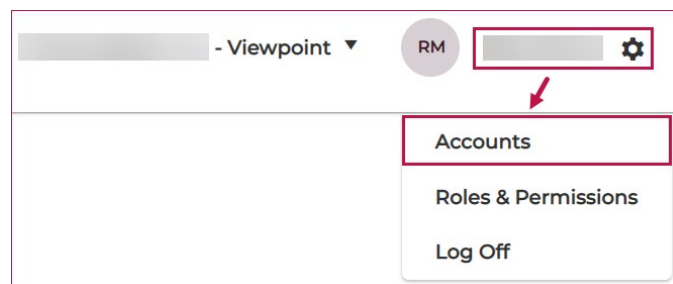 - Viewpoint ▼
RM
Accounts
Roles & Permissions
Log Off